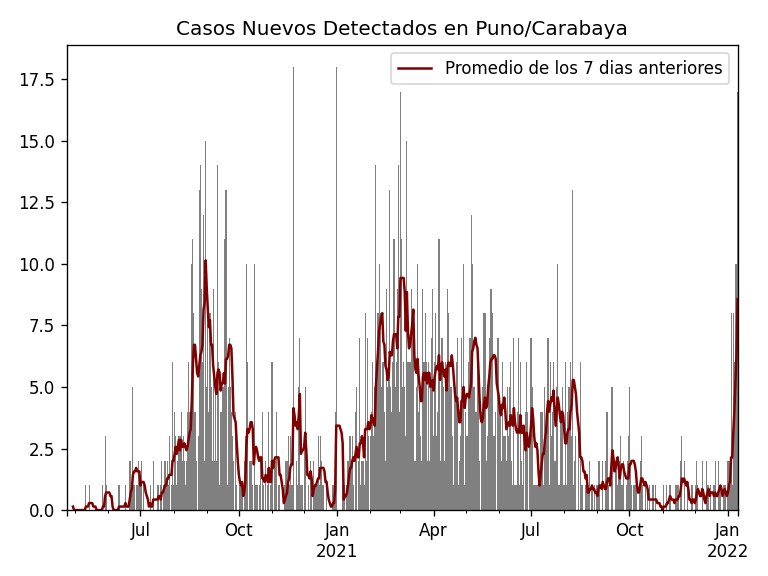 Casos Nuevos Detectados en Puno/Carabaya
Promedio de los 7 dias anteriores
17.5
15.0
12.5
10.0
7.5
5.0
2.5
0.0
Jul
Oct
Jan
2021
Apr
Jul
Oct
Jan
2022